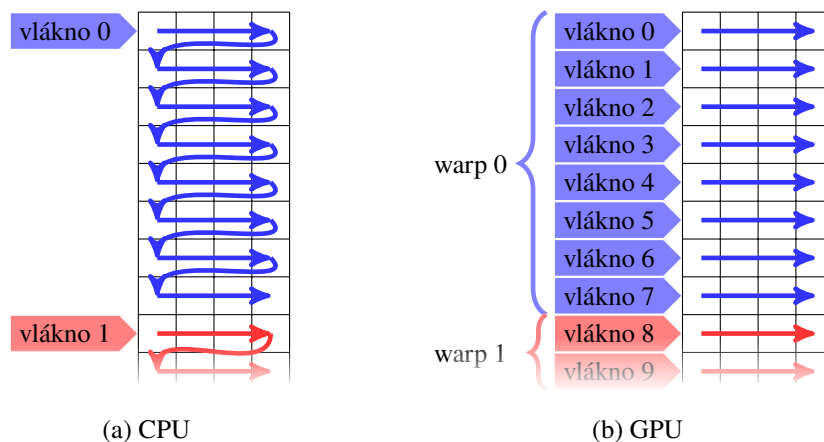 vlákno 0
vlákno 1
(a) CPU
warp 0
vlákno 0
vlákno 1
vlákno 2
vlákno 3
vlákno 4
vlákno 5
vlákno 6
vlákno 7
warp 1
vlákno 8
vlákno 9
(b) GPU